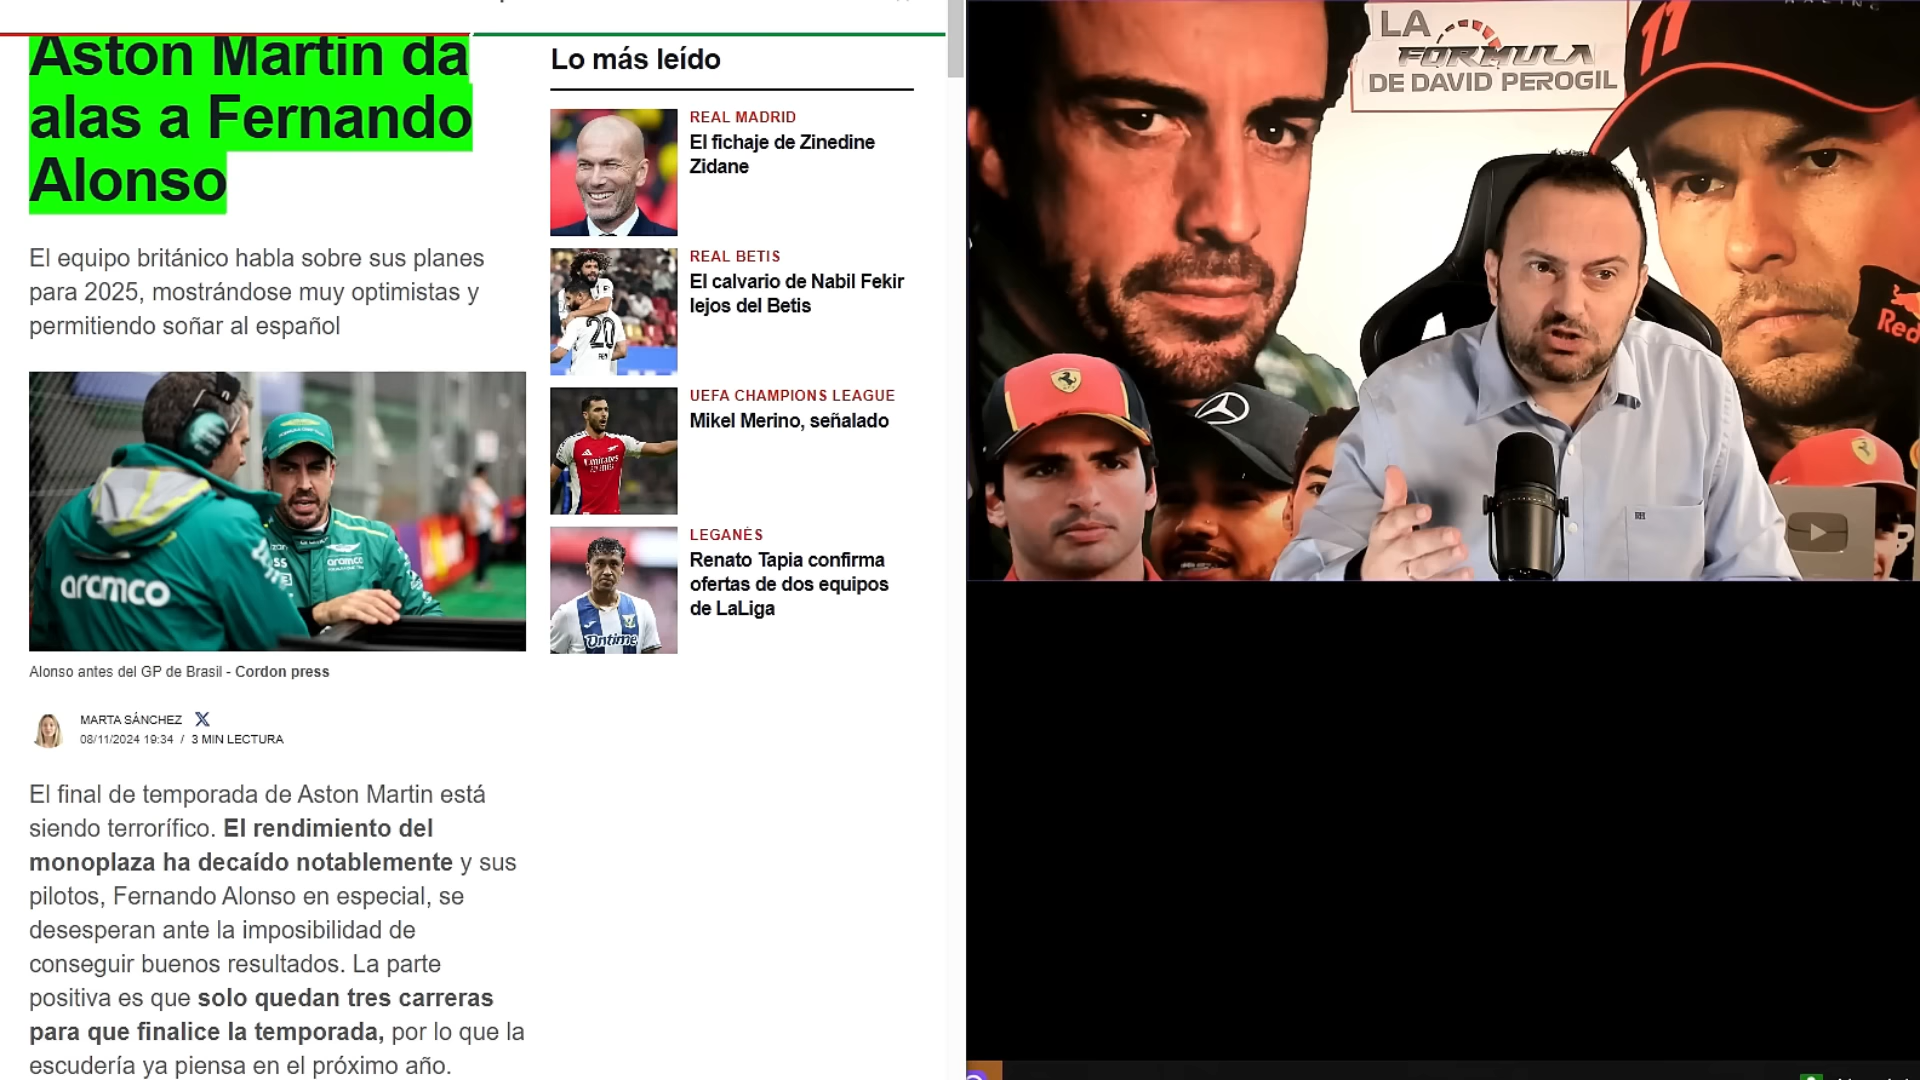 Aston Martin da
alas a Fernando
Alonso
El equipo británico habla sobre sus planes
para 2025, mostrándose muy optimistas y
permitiendo soñar al español
aramco
aramco
Alonso antes del GP de Brasil - Cordon press
MARTA SÁNCHEZ
08/11/2024 19:34 / 3 MIN LECTURA
El final de temporada de Aston Martin está
siendo terrorífico. El rendimiento del
monoplaza ha decaído notablemente y sus
pilotos, Fernando Alonso en especial, se
desesperan ante la imposibilidad de
conseguir buenos resultados. La parte
positiva es que solo quedan tres carreras
para que finalice la temporada, por lo que la
escudería ya piensa en el próximo año.
Lo más leído
REAL MADRID
El fichaje de Zinedine
Zidane
REAL BETIS
El calvario de Nabil Fekir
lejos del Betis
20
UEFA CHAMPIONS LEAGUE
Mikel Merino, señalado
Emirates
LEGANÉS
Renato Tapia confirma
ofertas de dos equipos
de LaLiga
Ontime
LA
FORMULA
DE DAVID PEROGIL
11
Red